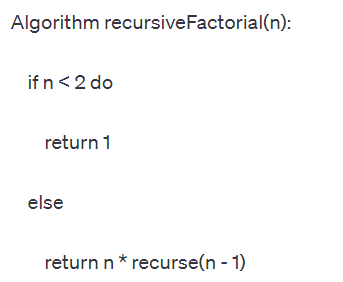 Algorithm recursiveFactorial(n):
if n < 2 do
return 1
else
return n * recurse(n - 1)